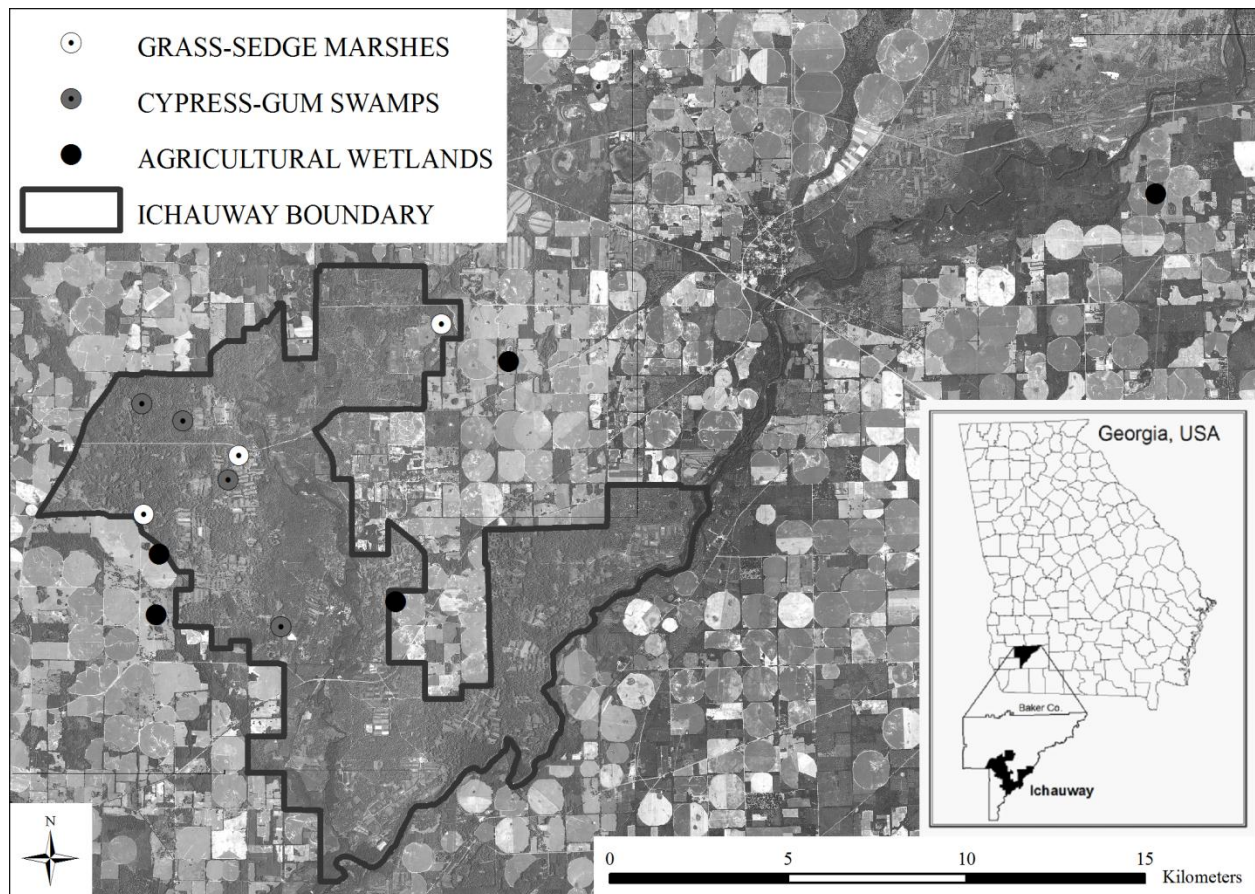 GRASS-SEDGE MARSHES
CYPRESS-GUM SWAMPS
AGRICULTURAL WETLANDS
ICHAUWAY BOUNDARY
Georgia, USA
Baker Co.
Ichauway
N
0 5 10 15
Kilometers